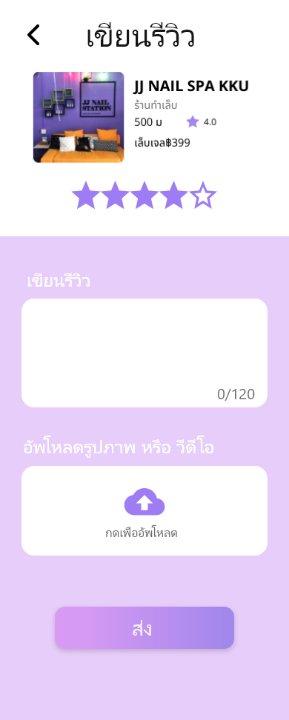 เขียนรีวิว
JJ NAIL SPA KKU
JJ NAIL
STATION
ร้านทำเล็บ
500 ม
4.0
เล็บเจล฿399
เขียนรีวิว
0/120
อัพโหลดรูปภาพ หรือ วีดีโอ
กดเพื่ออัพโหลด
ส่ง